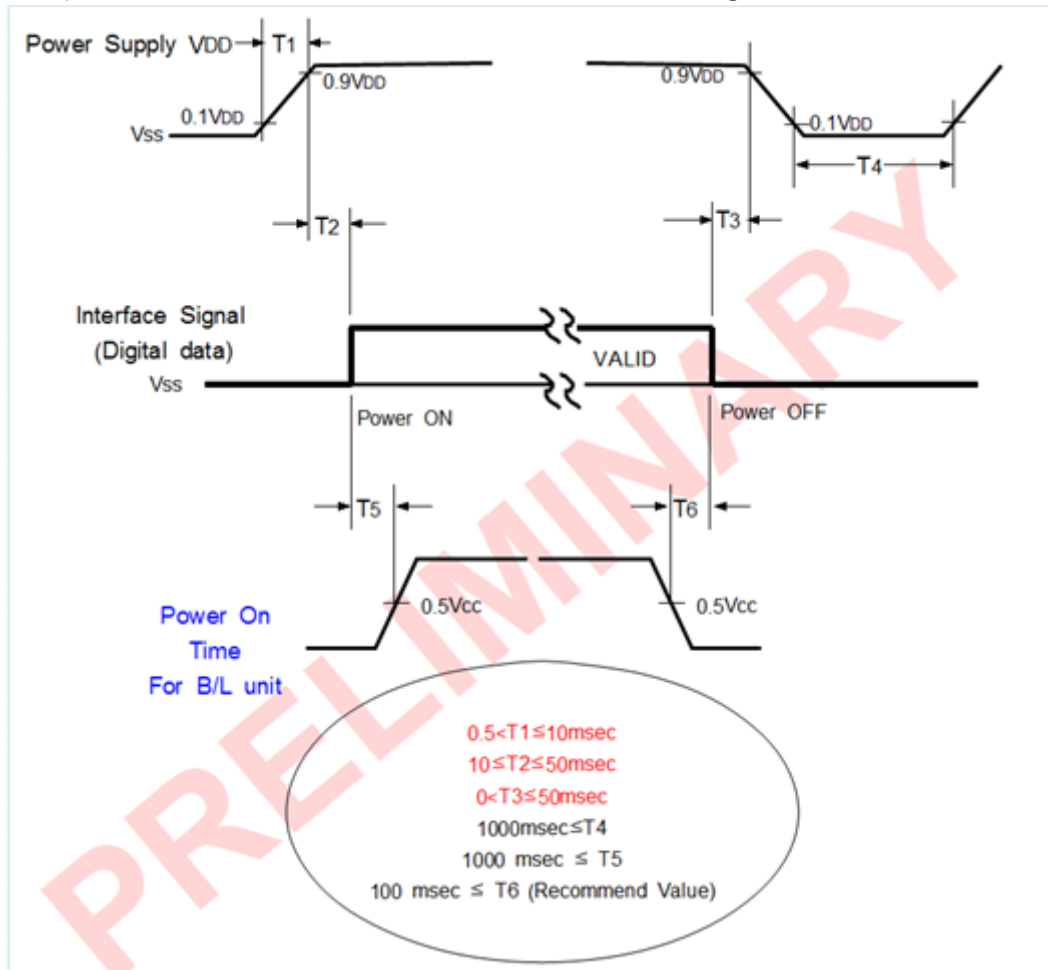 Power Supply VDD T1
0.9VDD
0.9VDD
0.1VDD
0.1VDD
Vss
T4
T2
T3
Interface Signal
(Digital data)
VALID
Vss
Power ON
Power OFF
T5
T6
0.5Vcc
0.5Vcc
Power On
Time
For B/L unit
0.5<T1≤10msec
10≤T2≤50msec
0<T3≤50msec
1000msec≤T4
1000 msec ≤ T5
100 msec ≤ T6 (Recommend Value)
PRELIMINARY